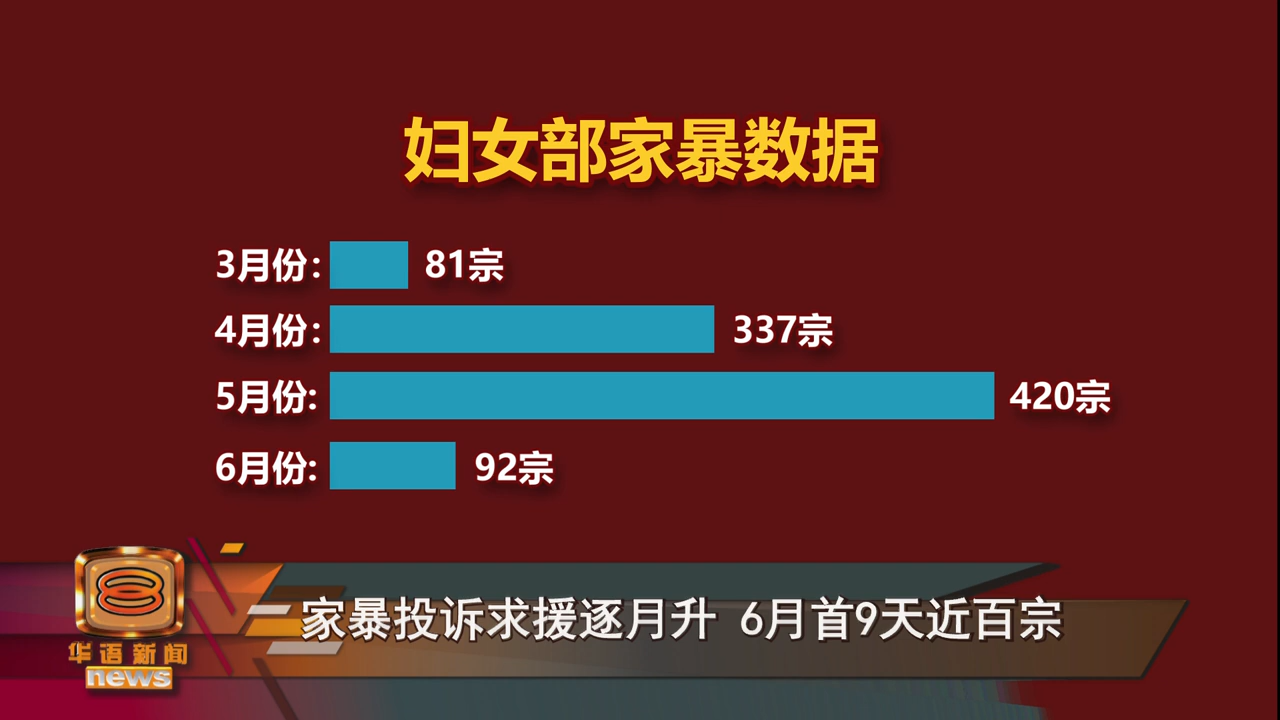 妇女部家暴数据
3月份: 81宗
4月份: 337宗
5月份: 420宗
6月份: 92宗
8
华语新闻
news
家暴投诉求援逐月升 6月首9天近百宗